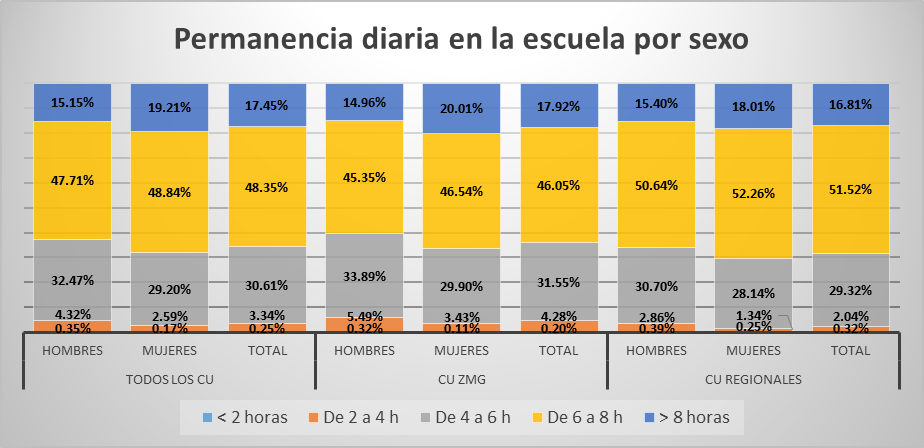 Permanencia diaria en la escuela por sexo
15.15% 19.21% 17.45% 14.96% 20.01% 17.92% 15.40% 18.01% 16.81%
47.71% 48.84% 48.35% 45.35% 46.54% 46.05% 50.64% 52.26% 51.52%
32.47% 29.20% 30.61% 33.89% 29.90% 31.55% 30.70% 28.14% 29.32%
4.32% 2.59% 3.34% 5.49% 3.43% 4.28% 2.86% 1.34% 2.04%
0.35% 0.17% 0.25% 0.32% 0.11% 0.20% 0.39% 0.25% 0.32%
HOMBRES MUJERES TOTAL HOMBRES MUJERES TOTAL HOMBRES MUJERES TOTAL
TODOS LOS CU CU ZMG CU REGIONALES
< 2 horas De 2 a 4 h De 4 a 6 h De 6 a 8 h > 8 horas